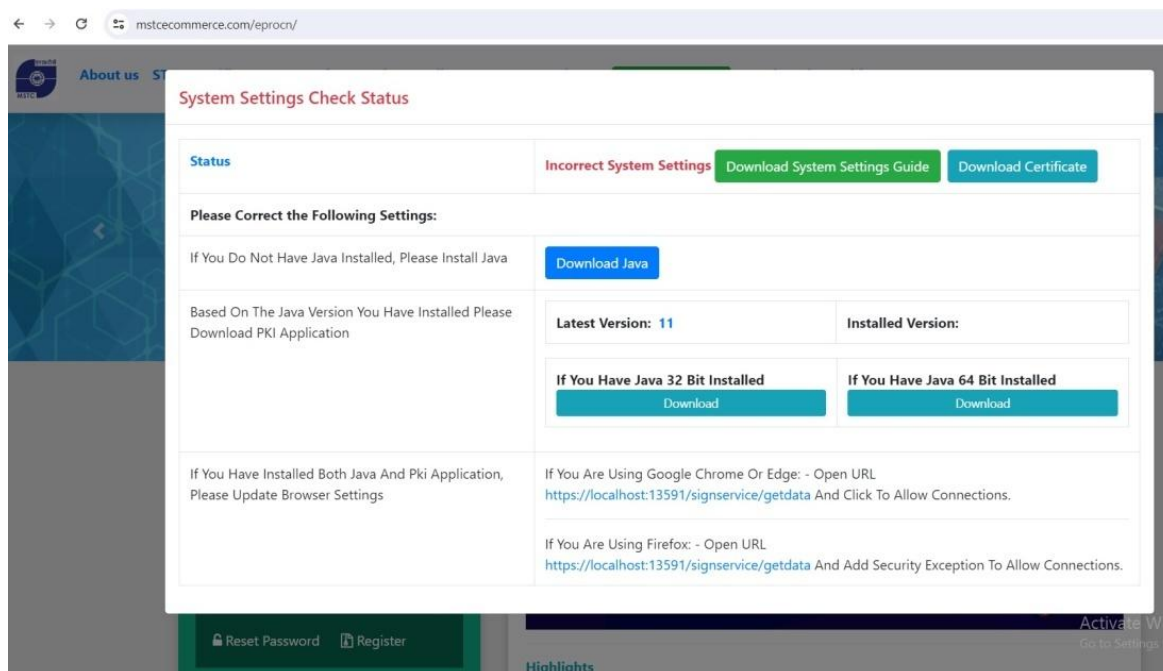 mstcecommerce.com/eprocn/
MSTC
About us ST
System Settings Check Status
Status
Incorrect System Settings Download System Settings Guide Download Certificate
Please Correct the Following Settings:
If You Do Not Have Java Installed, Please Install Java
Download Java
Based On The Java Version You Have Installed Please
Download PKI Application
Latest Version: 11
Installed Version:
If You Have Java 32 Bit Installed
Download
If You Have Java 64 Bit Installed
Download
If You Have Installed Both Java And Pki Application,
Please Update Browser Settings
If You Are Using Google Chrome Or Edge: - Open URL
https://localhost:13591/signservice/getdata And Click To Allow Connections.
If You Are Using Firefox: - Open URL
https://localhost:13591/signservice/getdata And Add Security Exception To Allow Connections.
Reset Password Register
Activate W
Go to Settings
Highlights